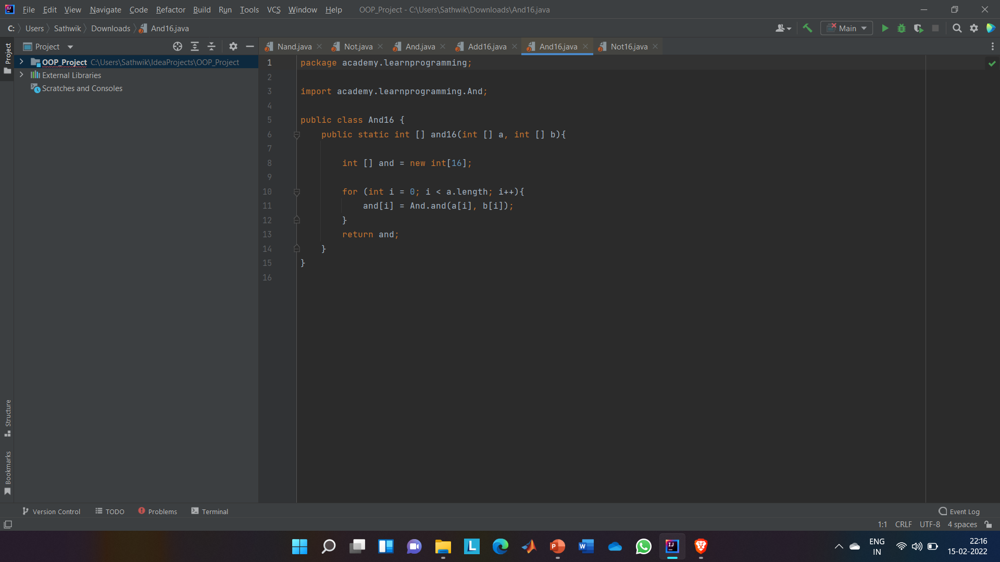 File Edit View Navigate Code Refactor Build Run Tools VCS Window Help OOP_Project - C:\Users\Sathwik\Downloads\And16.java
C: Users Sathwik Downloads And16.java Main
Project Nand.java Not.java And.java Add16.java And16.java Not16.java
Project
OOP_Project C:\Users\Sathwik\IdeaProjects\OOP_Project
External Libraries
Scratches and Consoles
1 package academy.learnprogramming;
2
3 import academy.learnprogramming.And;
4
5 public class And16 {
6 public static int [] and16(int [] a, int [] b){
7
8 int [] and = new int[16];
9
10 for (int i = 0; i < a.length; i++){
11 and[i] = And.and(a[i], b[i]);
12 }
13 return and;
14 }
15 }
16
Structure
Bookmarks
Version Control TODO Problems Terminal Event Log
1:1 CRLF UTF-8 4 spaces
ENG 22:16
IN 15-02-2022